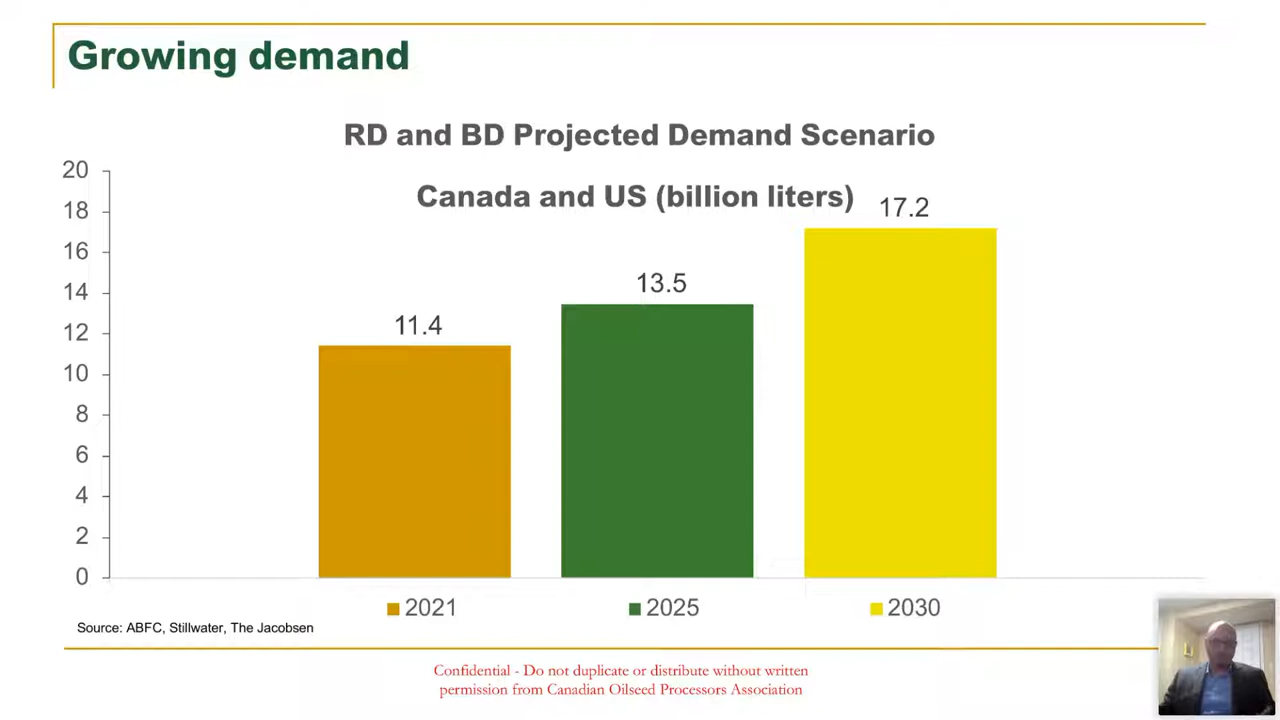 Growing demand
RD and BD Projected Demand Scenario
Canada and US (billion liters)
20
18
16
14
12
10
8
6
4
2
0
11.4
13.5
17.2
2021
2025
2030
Source: ABFC, Stillwater, The Jacobsen
Confidential - Do not duplicate or distribute without written
permission from Canadian Oilseed Processors Association